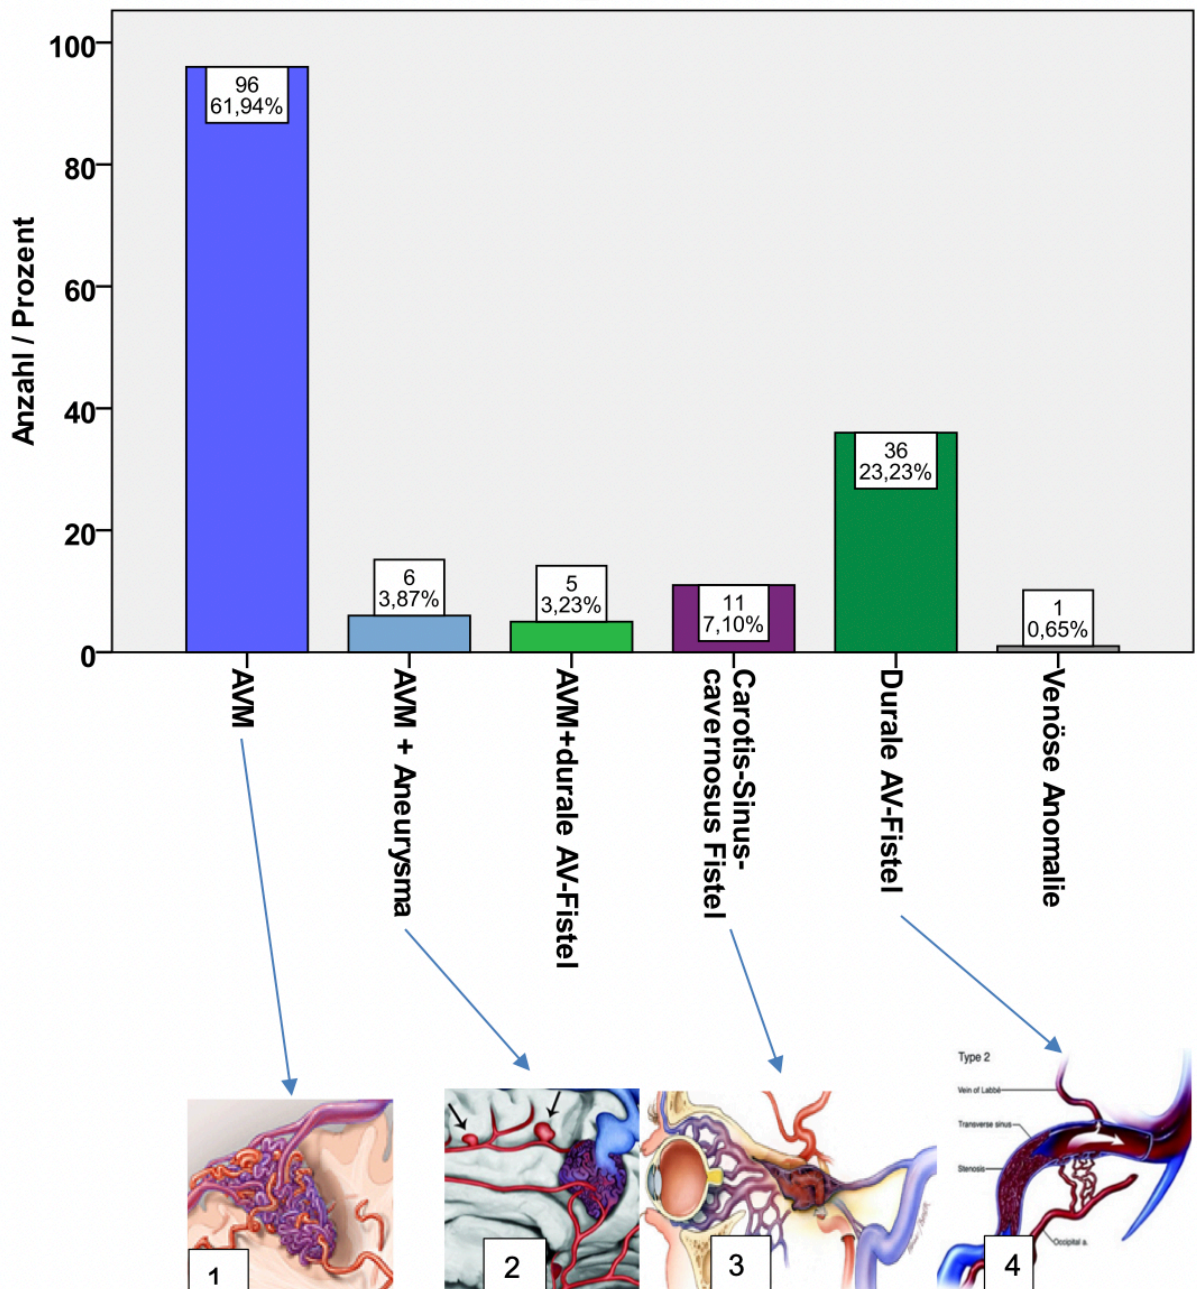 Anzahl / Prozent
100
80
60
40
20
0
96
61,94%
6
3,87%
5
3,23%
11
7,10%
36
23,23%
1
0,65%
AVM
AVM + Aneurysma
AVM+durale AV-Fistel
Carotis-Sinus-
cavernosus Fistel
Durale AV-Fistel
Venöse Anomalie
1
2
3
Type 2
Vein of Labbé
Transverse sinus
Stenosis
Occipital a.
4